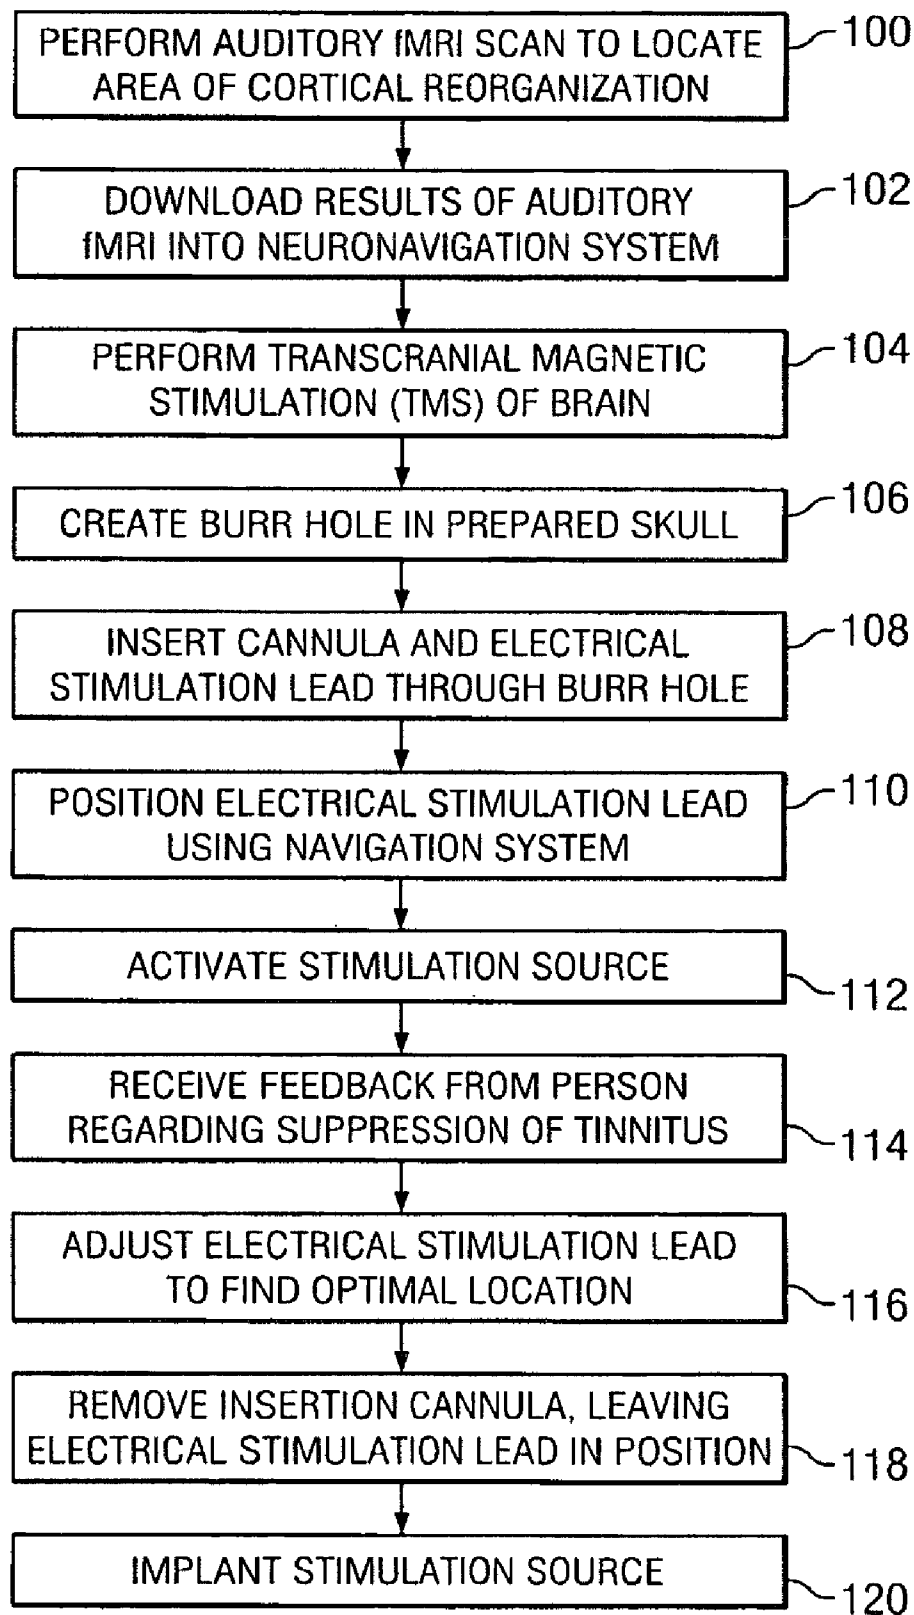 PERFORM AUDITORY fMRI SCAN TO LOCATE
AREA OF CORTICAL REORGANIZATION
100
DOWNLOAD RESULTS OF AUDITORY
fMRI INTO NEURONAVIGATION SYSTEM
102
PERFORM TRANSCRANIAL MAGNETIC
STIMULATION (TMS) OF BRAIN
104
CREATE BURR HOLE IN PREPARED SKULL
106
INSERT CANNULA AND ELECTRICAL
STIMULATION LEAD THROUGH BURR HOLE
108
POSITION ELECTRICAL STIMULATION LEAD
USING NAVIGATION SYSTEM
110
ACTIVATE STIMULATION SOURCE
112
RECEIVE FEEDBACK FROM PERSON
REGARDING SUPPRESSION OF TINNITUS
114
ADJUST ELECTRICAL STIMULATION LEAD
TO FIND OPTIMAL LOCATION
116
REMOVE INSERTION CANNULA, LEAVING
ELECTRICAL STIMULATION LEAD IN POSITION
118
IMPLANT STIMULATION SOURCE
120